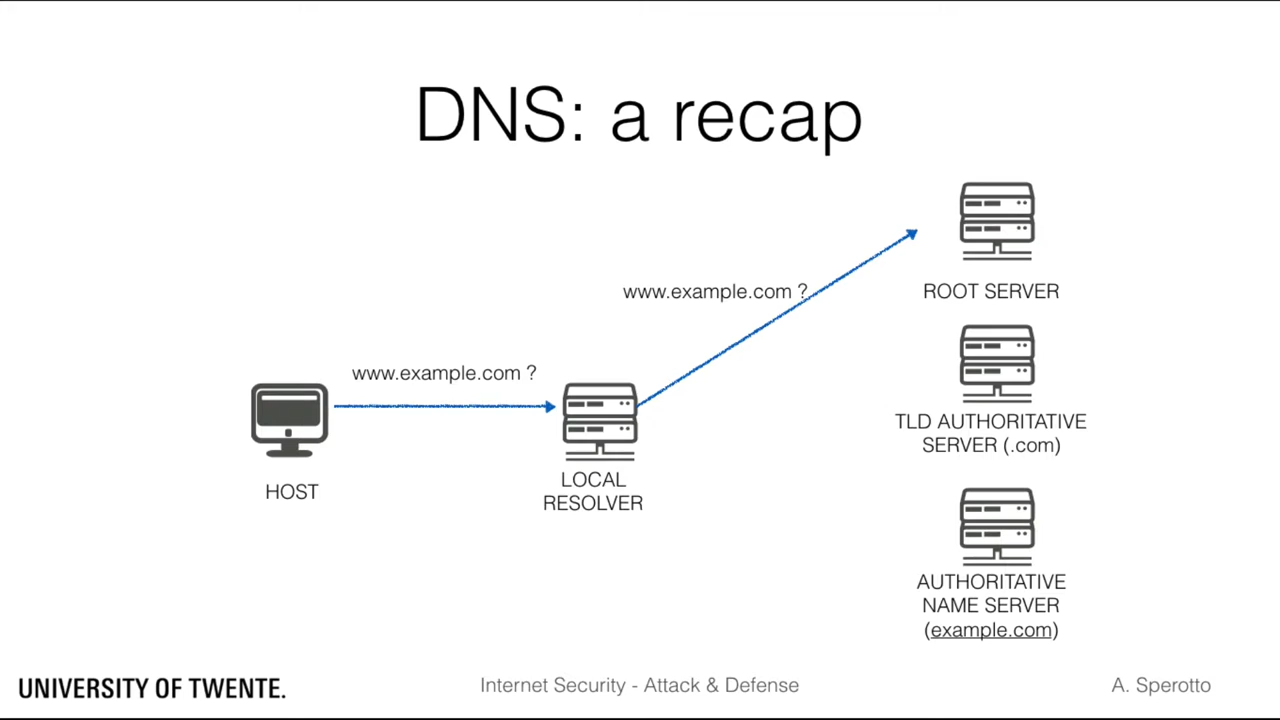 DNS: a recap
www.example.com ?
ROOT SERVER
www.example.com ?
TLD AUTHORITATIVE
SERVER (.com)
HOST
LOCAL
RESOLVER
AUTHORITATIVE
NAME SERVER
(example.com)
UNIVERSITY OF TWENTE.
Internet Security - Attack & Defense
A. Sperotto